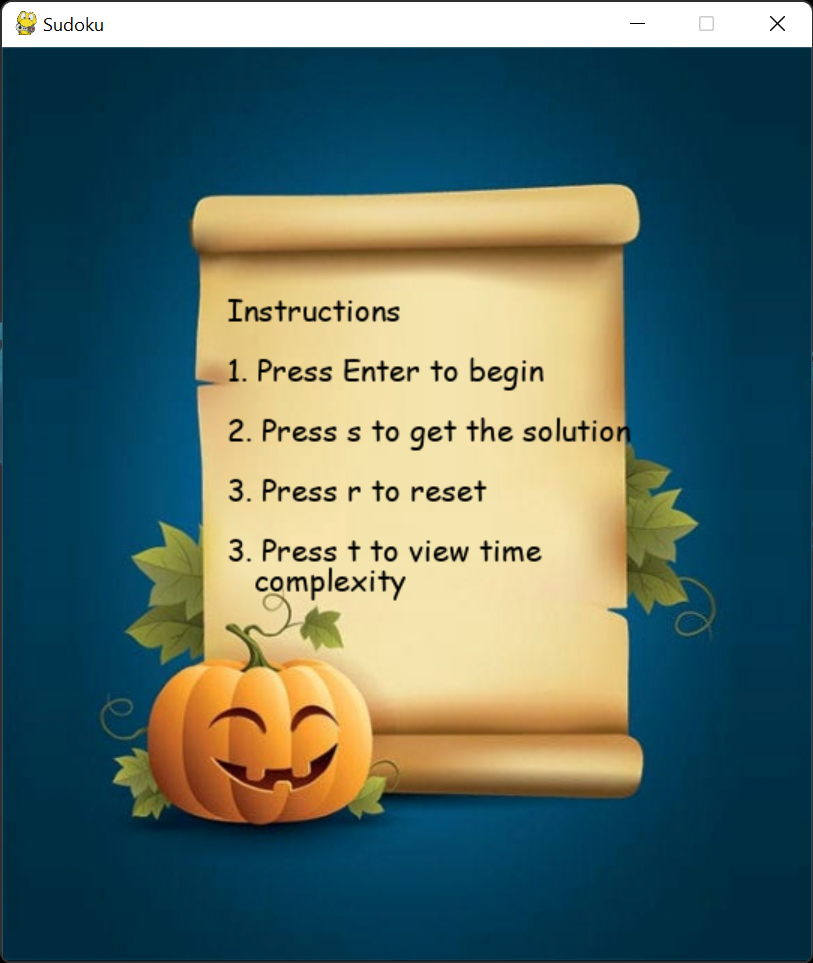 Sudoku
Instructions
1. Press Enter to begin
2. Press s to get the solution
3. Press r to reset
3. Press t to view time
complexity